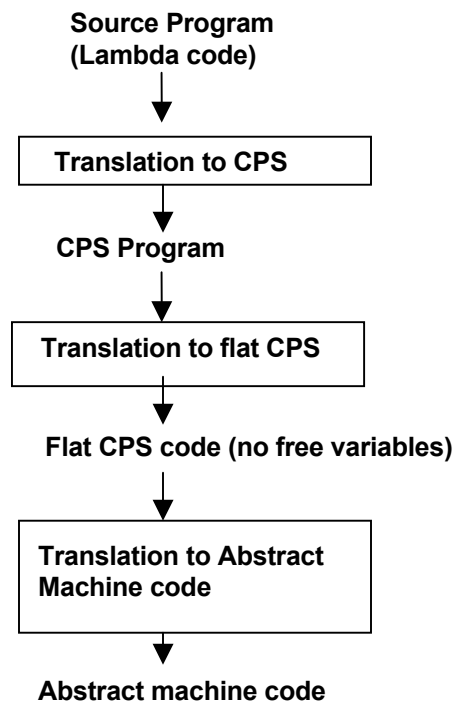 Source Program
(Lambda code)
Translation to CPS
CPS Program
Translation to flat CPS
Flat CPS code (no free variables)
Translation to Abstract
Machine code
Abstract machine code